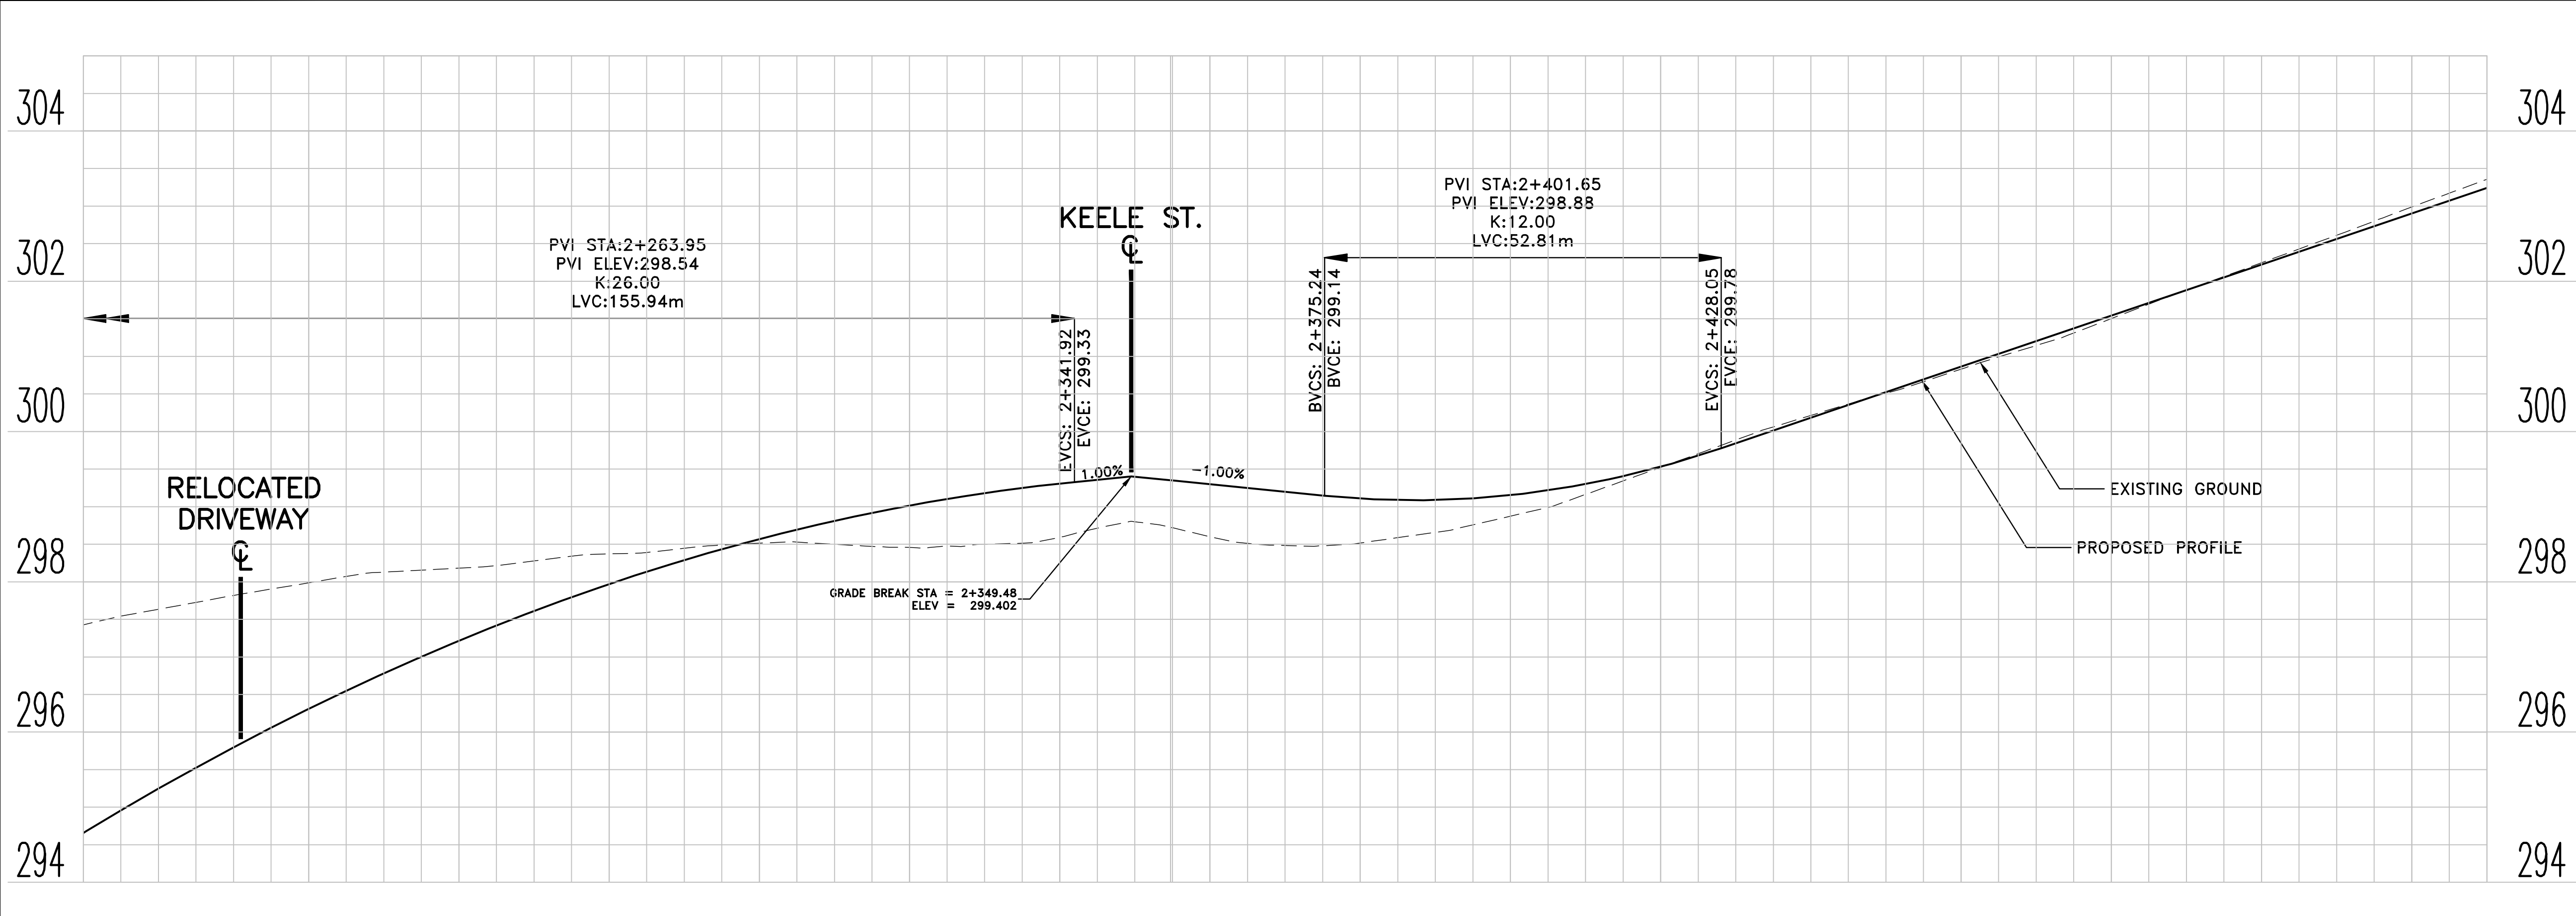 304
302
300
298
296
294
RELOCATED
DRIVEWAY
℄
PVI STA:2+263.95
PVI ELEV:298.54
K:26.00
LVC:155.94m
EVCS: 2+341.92
EVCE: 299.33
KEELE ST.
℄
1.00%
-1.00%
GRADE BREAK STA = 2+349.48
ELEV = 299.402
PVI STA:2+401.65
PVI ELEV:298.88
K:12.00
LVC:52.81m
BVCS: 2+375.24
BVCE: 299.14
EVCS: 2+428.05
EVCE: 299.78
EXISTING GROUND
PROPOSED PROFILE
304
302
300
298
296
294